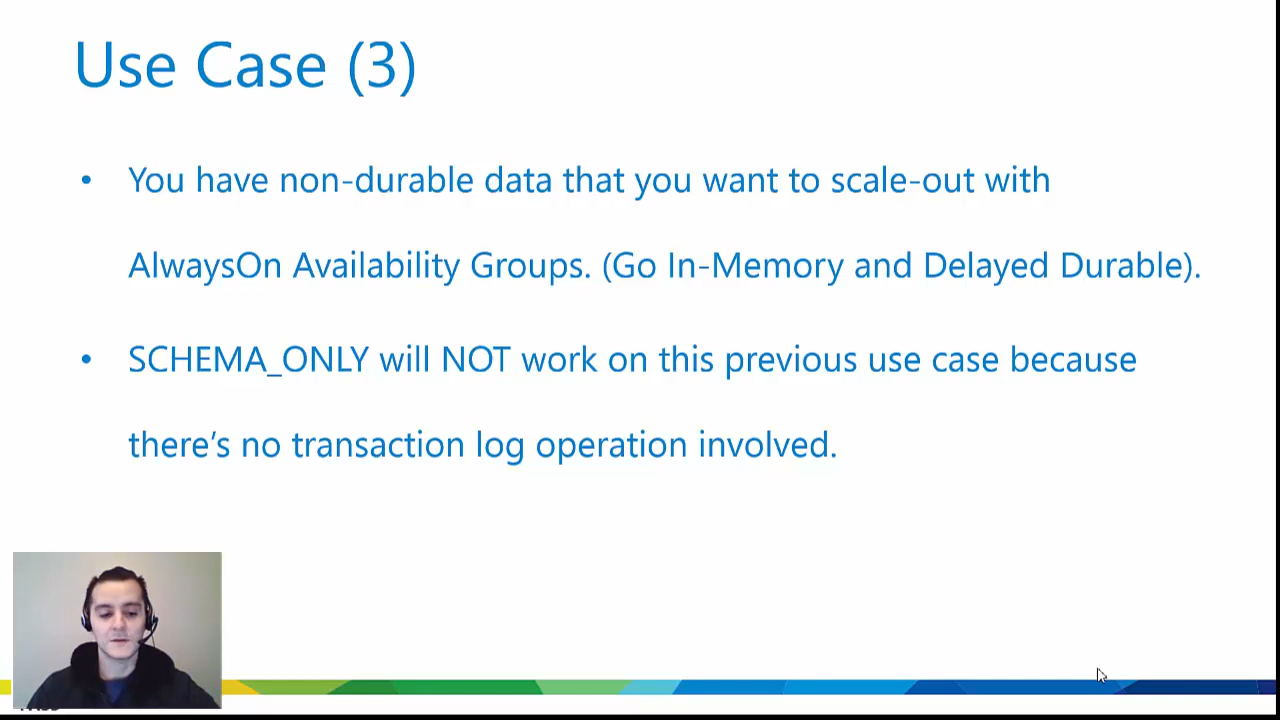 Use Case (3)
• You have non-durable data that you want to scale-out with
AlwaysOn Availability Groups. (Go In-Memory and Delayed Durable).
• SCHEMA_ONLY will NOT work on this previous use case because
there's no transaction log operation involved.